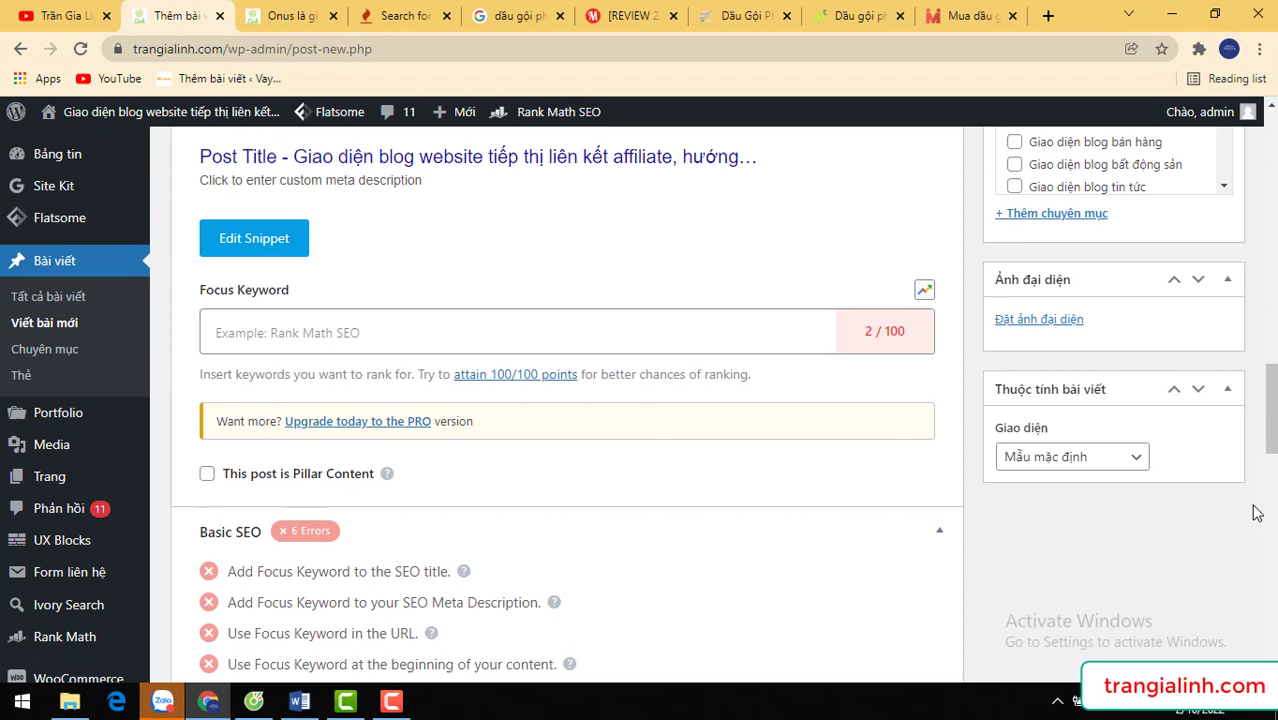 Trăn Gia Li
Thêm bài v
Onus là gì
Search for
dầu gội ph
[REVIEW 2
Dầu Gội Ph
Dầu gội ph
Mua dầu g
trangialinh.com/wp-admin/post-new.php
Apps
YouTube
Thêm bài viết ‹ Vay...
Reading list
Giao diện blog website tiếp thị liên kết...
Flatsome
11
Mới
Rank Math SEO
Chào, admin
Bảng tin
Site Kit
Flatsome
Bài viết
Tất cả bài viết
Viết bài mới
Chuyên mục
Thẻ
Portfolio
Media
Trang
Phản hồi 11
UX Blocks
Form liên hệ
Ivory Search
Rank Math
WooCommerce
Post Title - Giao diện blog website tiếp thị liên kết affiliate, hướng…
Click to enter custom meta description
Edit Snippet
Focus Keyword
Example: Rank Math SEO
2 / 100
Insert keywords you want to rank for. Try to attain 100/100 points for better chances of ranking.
Want more? Upgrade today to the PRO version
This post is Pillar Content
Basic SEO
× 6 Errors
Add Focus Keyword to the SEO title.
Add Focus Keyword to your SEO Meta Description.
Use Focus Keyword in the URL.
Use Focus Keyword at the beginning of your content.
Giao diện blog bán hàng
Giao diện blog bất động sản
Giao diện blog tin tức
+ Thêm chuyên mục
Ảnh đại diện
Đặt ảnh đại diện
Thuộc tính bài viết
Giao diện
Mẫu mặc định
Activate Windows
Go to Settings to activate Windows.
Zalo
trangialinh.com